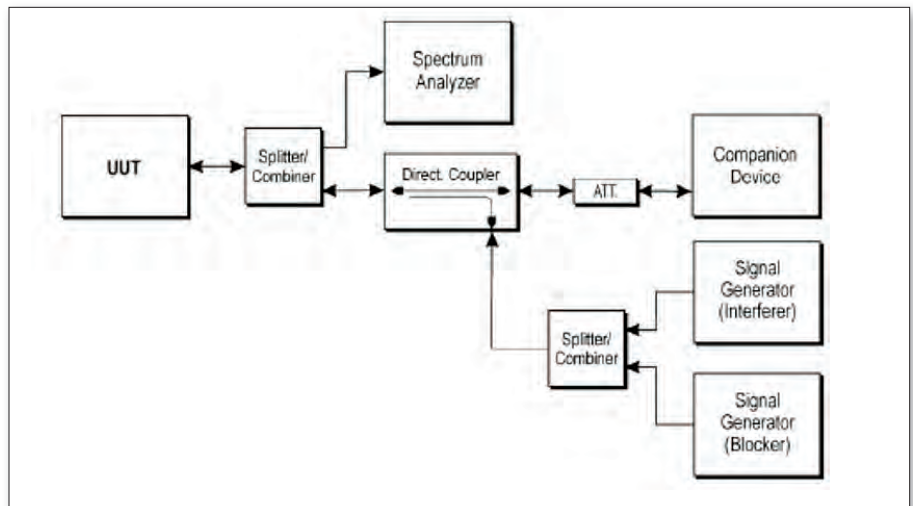 Spectrum
Analyzer
UUT
Splitter/
Combiner
Direct. Coupler
ATT.
Companion
Device
Signal
Generator
(Interferer)
Splitter/
Combiner
Signal
Generator
(Blocker)